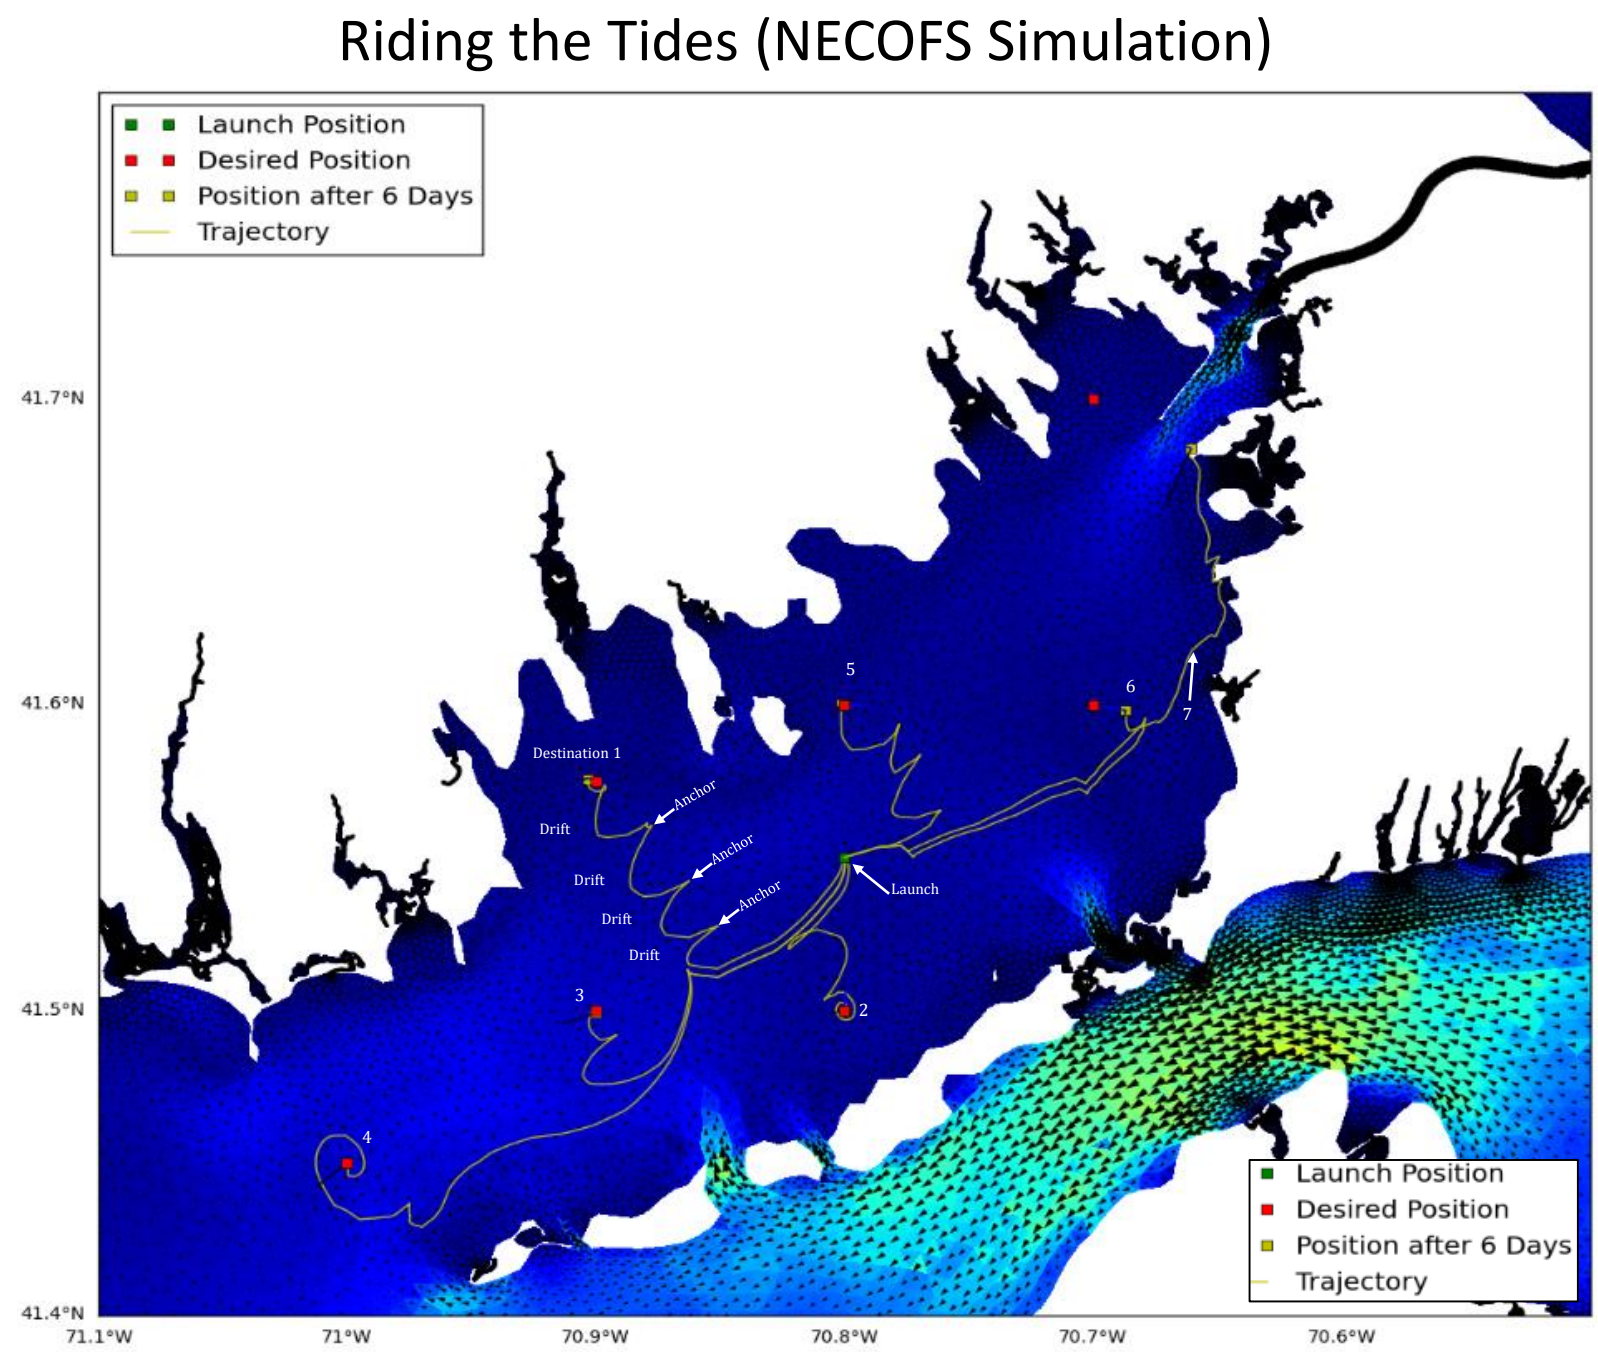 Riding the Tides (NECOFS Simulation)
Launch Position
Desired Position
Position after 6 Days
Trajectory
41.7°N
41.6°N
41.5°N
41.4°N
5
6
7
Destination 1
Anchor
Drift
Anchor
Drift
Anchor
Launch
Drift
Drift
3
2
4
Launch Position
Desired Position
Position after 6 Days
Trajectory
71.1°W
71°W
70.9°W
70.8°W
70.7°W
70.6°W